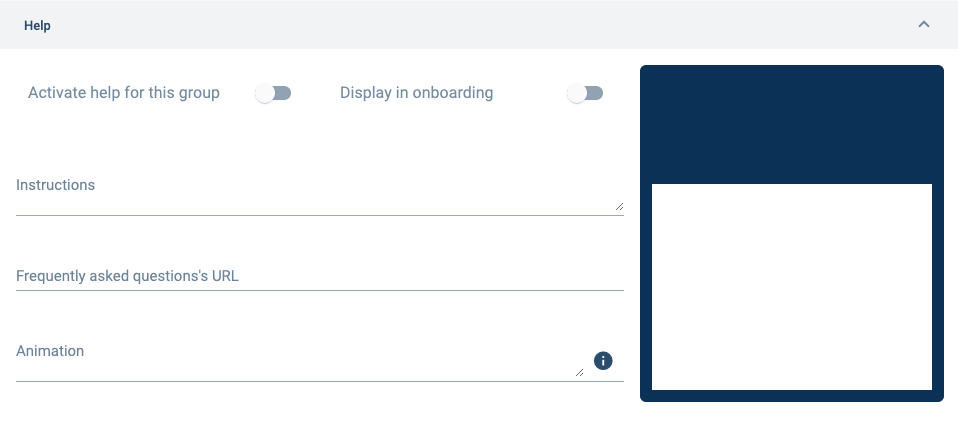 Help
Activate help for this group
Display in onboarding
Instructions
Frequently asked questions's URL
Animation